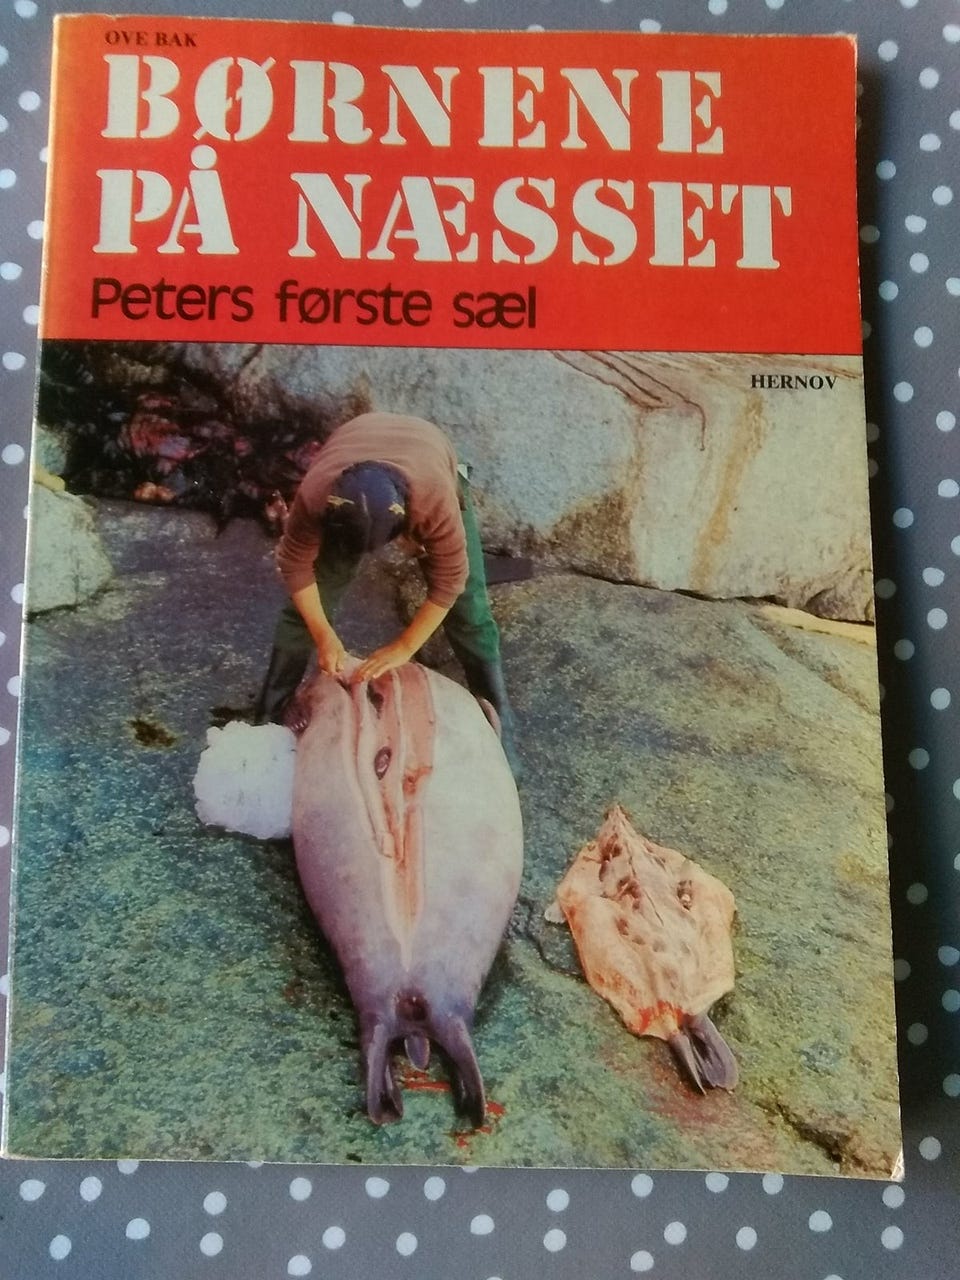 OVE BAK
BØRNENE
PÅ NÆSSET
Peters første sæl
HERNOV